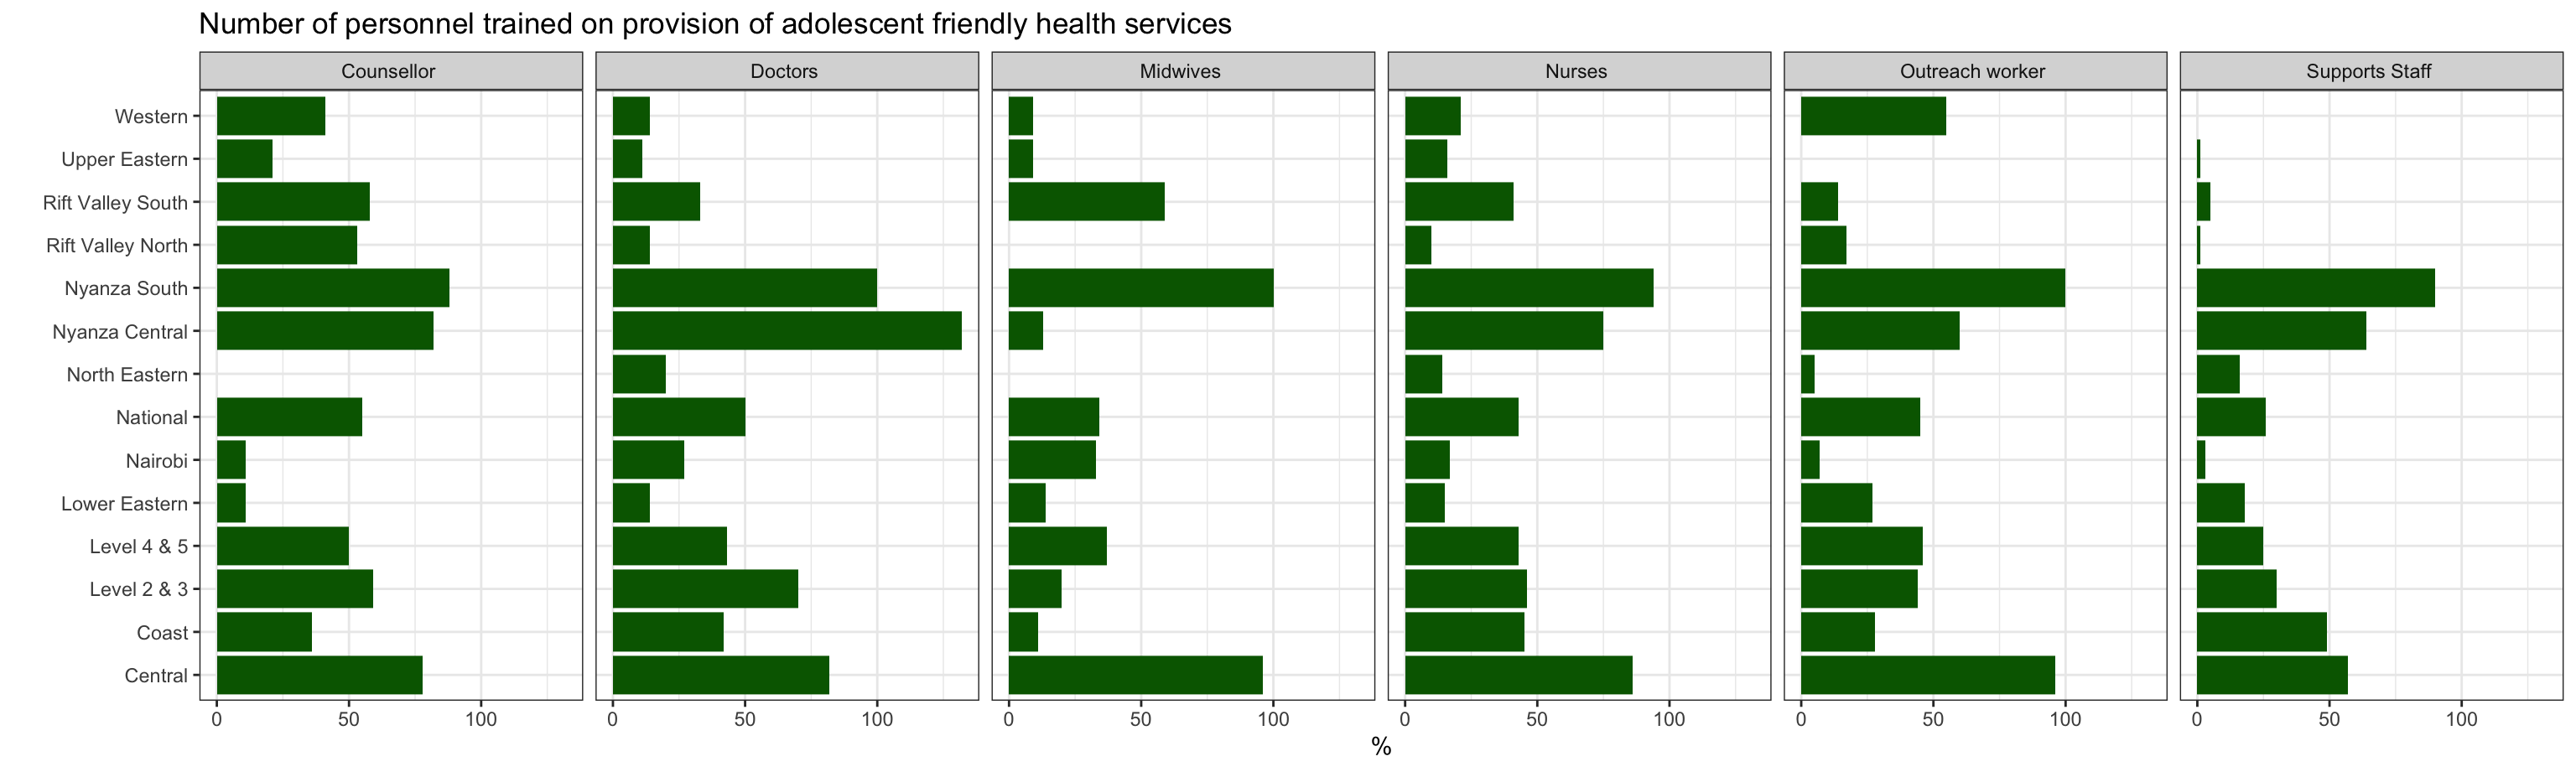 Number of personnel trained on provision of adolescent friendly health services
Counsellor Doctors Midwives Nurses Outreach worker Supports Staff
Western
Upper Eastern
Rift Valley South
Rift Valley North
Nyanza South
Nyanza Central
North Eastern
National
Nairobi
Lower Eastern
Level 4 & 5
Level 2 & 3
Coast
Central
0 50 100 0 50 100 0 50 100 0 50 100 0 50 100 0 50 100
%